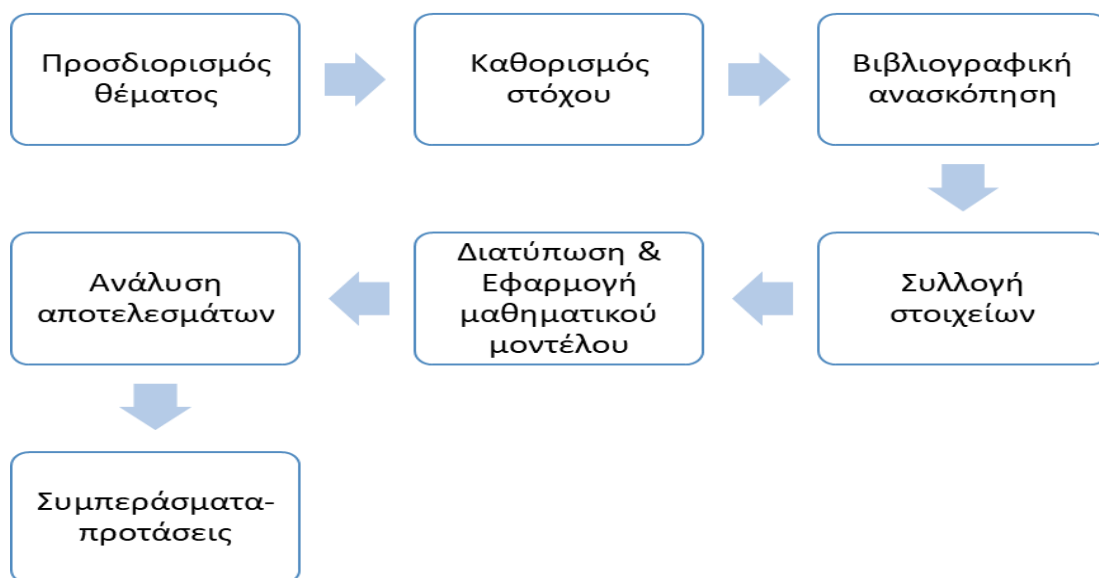 Προσδιορισμός
θέματος
Καθορισμός
στόχου
Βιβλιογραφική
ανασκόπηση
Συλλογή
στοιχείων
Διατύπωση &
Εφαρμογή
μαθηματικού
μοντέλου
Ανάλυση
αποτελεσμάτων
Συμπεράσματα-
προτάσεις